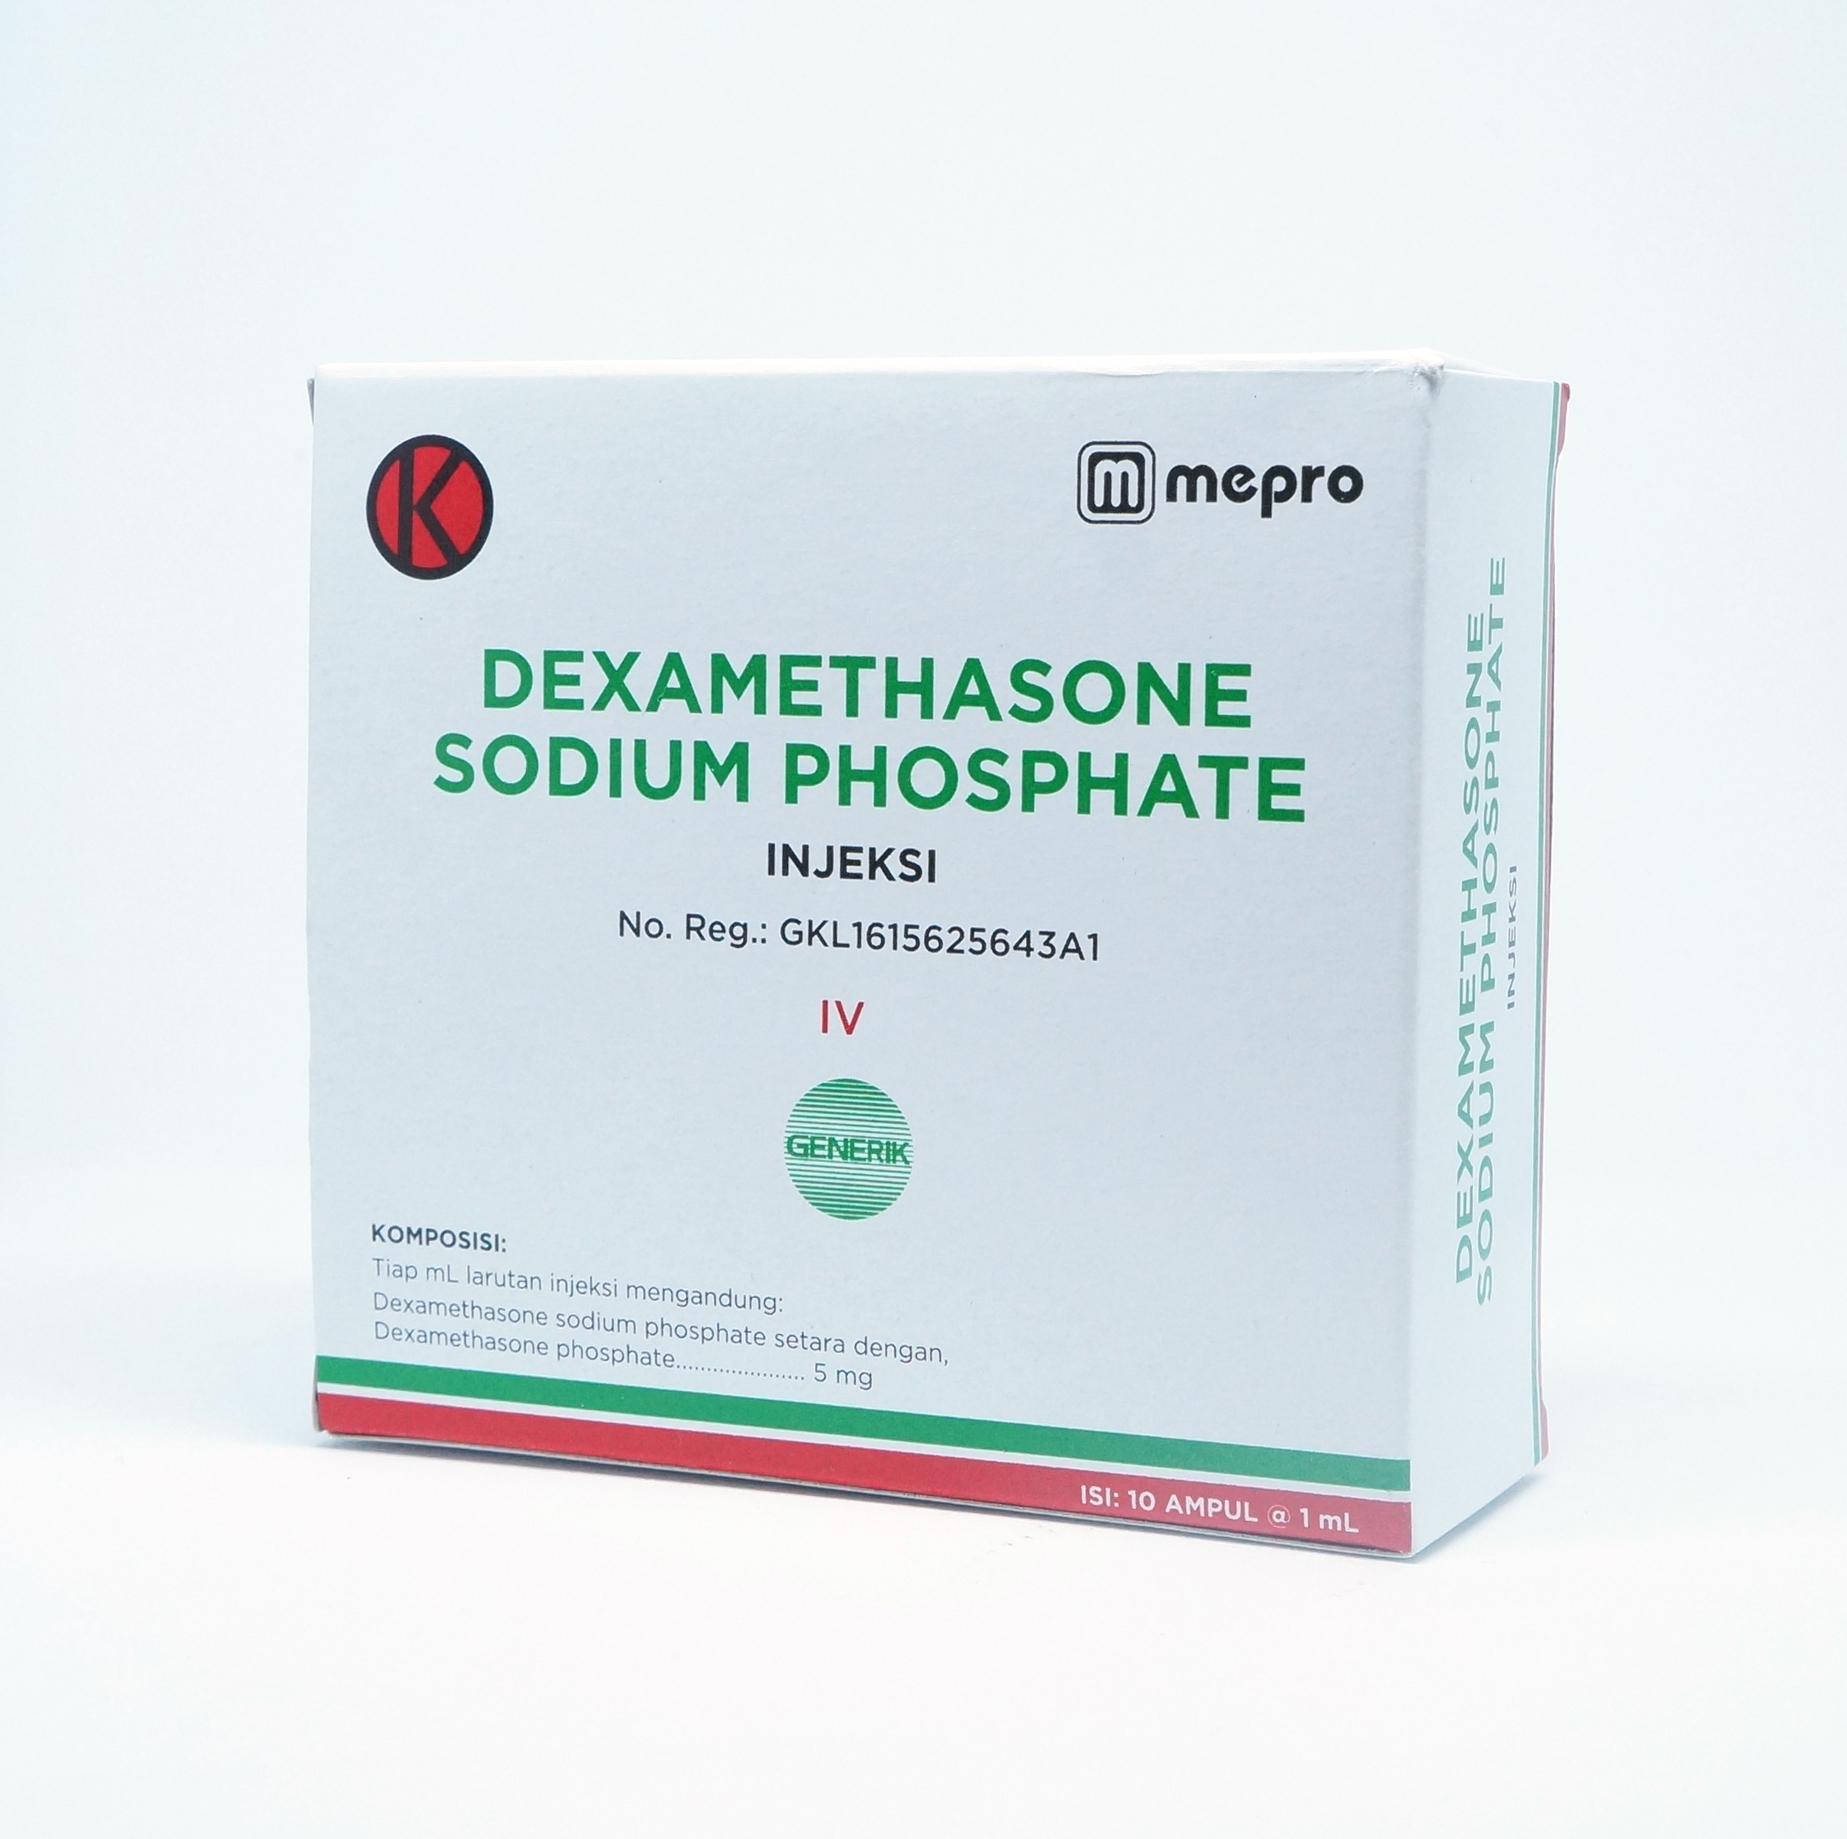 K
m mepro
DEXAMETHASONE
SODIUM PHOSPHATE
INJEKSI
No. Reg.: GKL1615625643A1
IV
GENERIK
KOMPOSISI:
Tiap mL larutan injeksi mengandung:
Dexamethasone sodium phosphate setara dengan,
Dexamethasone phosphate..................... 5 mg
ISI: 10 AMPUL @ 1 mL
DEXAMETHASONE
SODIUM PHOSPHATE
INJEKSI